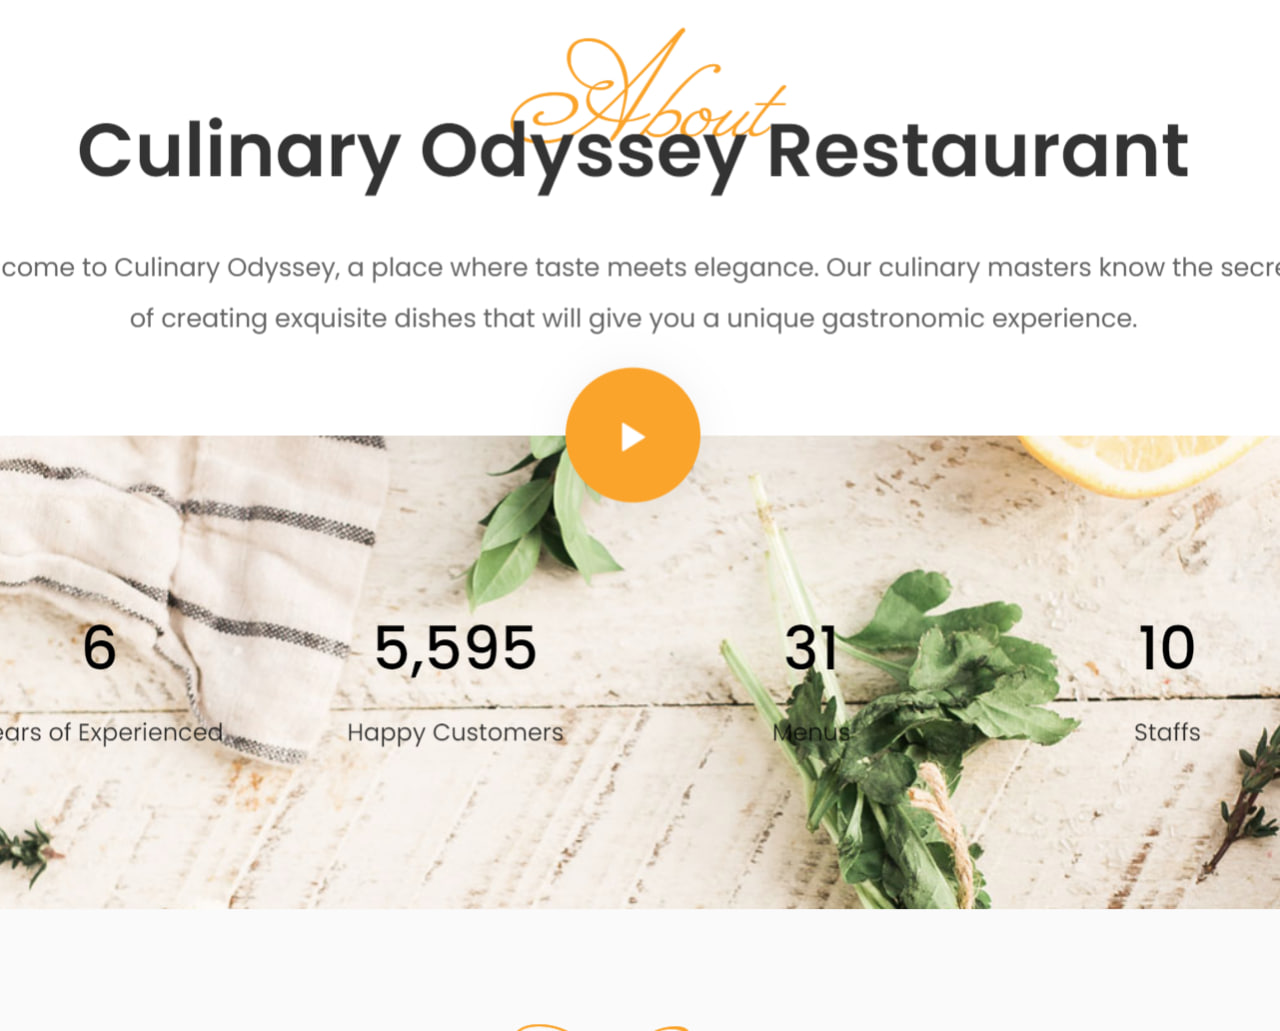 About
Culinary Odyssey Restaurant
come to Culinary Odyssey, a place where taste meets elegance. Our culinary masters know the secre
of creating exquisite dishes that will give you a unique gastronomic experience.
6
5,595
31
10
ears of Experienced
Happy Customers
Menus
Staffs